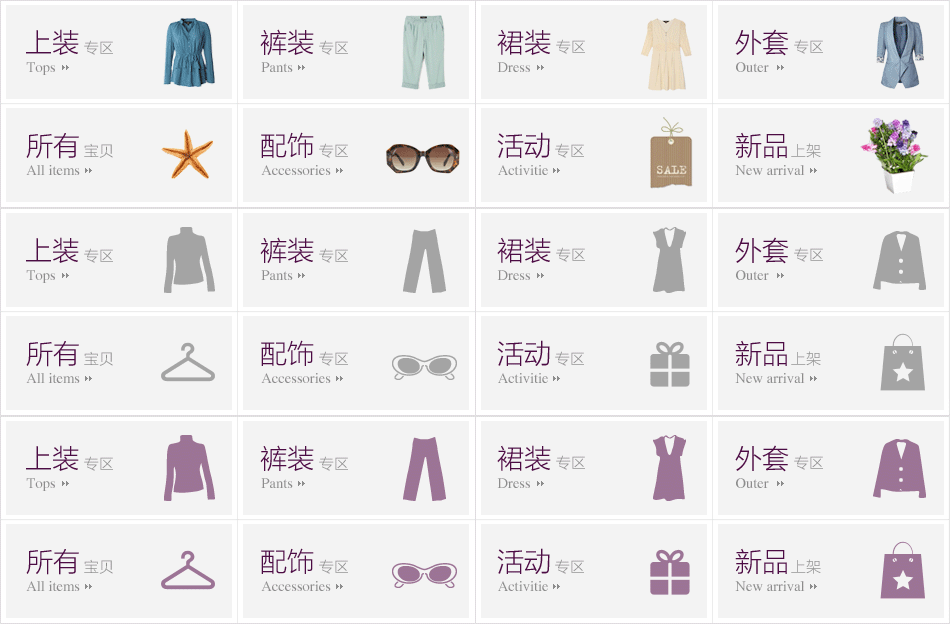 上装 专区
Tops
裤装 专区
Pants
裙装 专区
Dress
外套 专区
Outer
所有 宝贝
All items
配饰 专区
Accessories
活动 专区
Activitie
SALE
新品 上架
New arrival
上装 专区
Tops
裤装 专区
Pants
裙装 专区
Dress
外套 专区
Outer
所有 宝贝
All items
配饰 专区
Accessories
活动 专区
Activitie
新品 上架
New arrival
上装 专区
Tops
裤装 专区
Pants
裙装 专区
Dress
外套 专区
Outer
所有 宝贝
All items
配饰 专区
Accessories
活动 专区
Activitie
新品 上架
New arrival